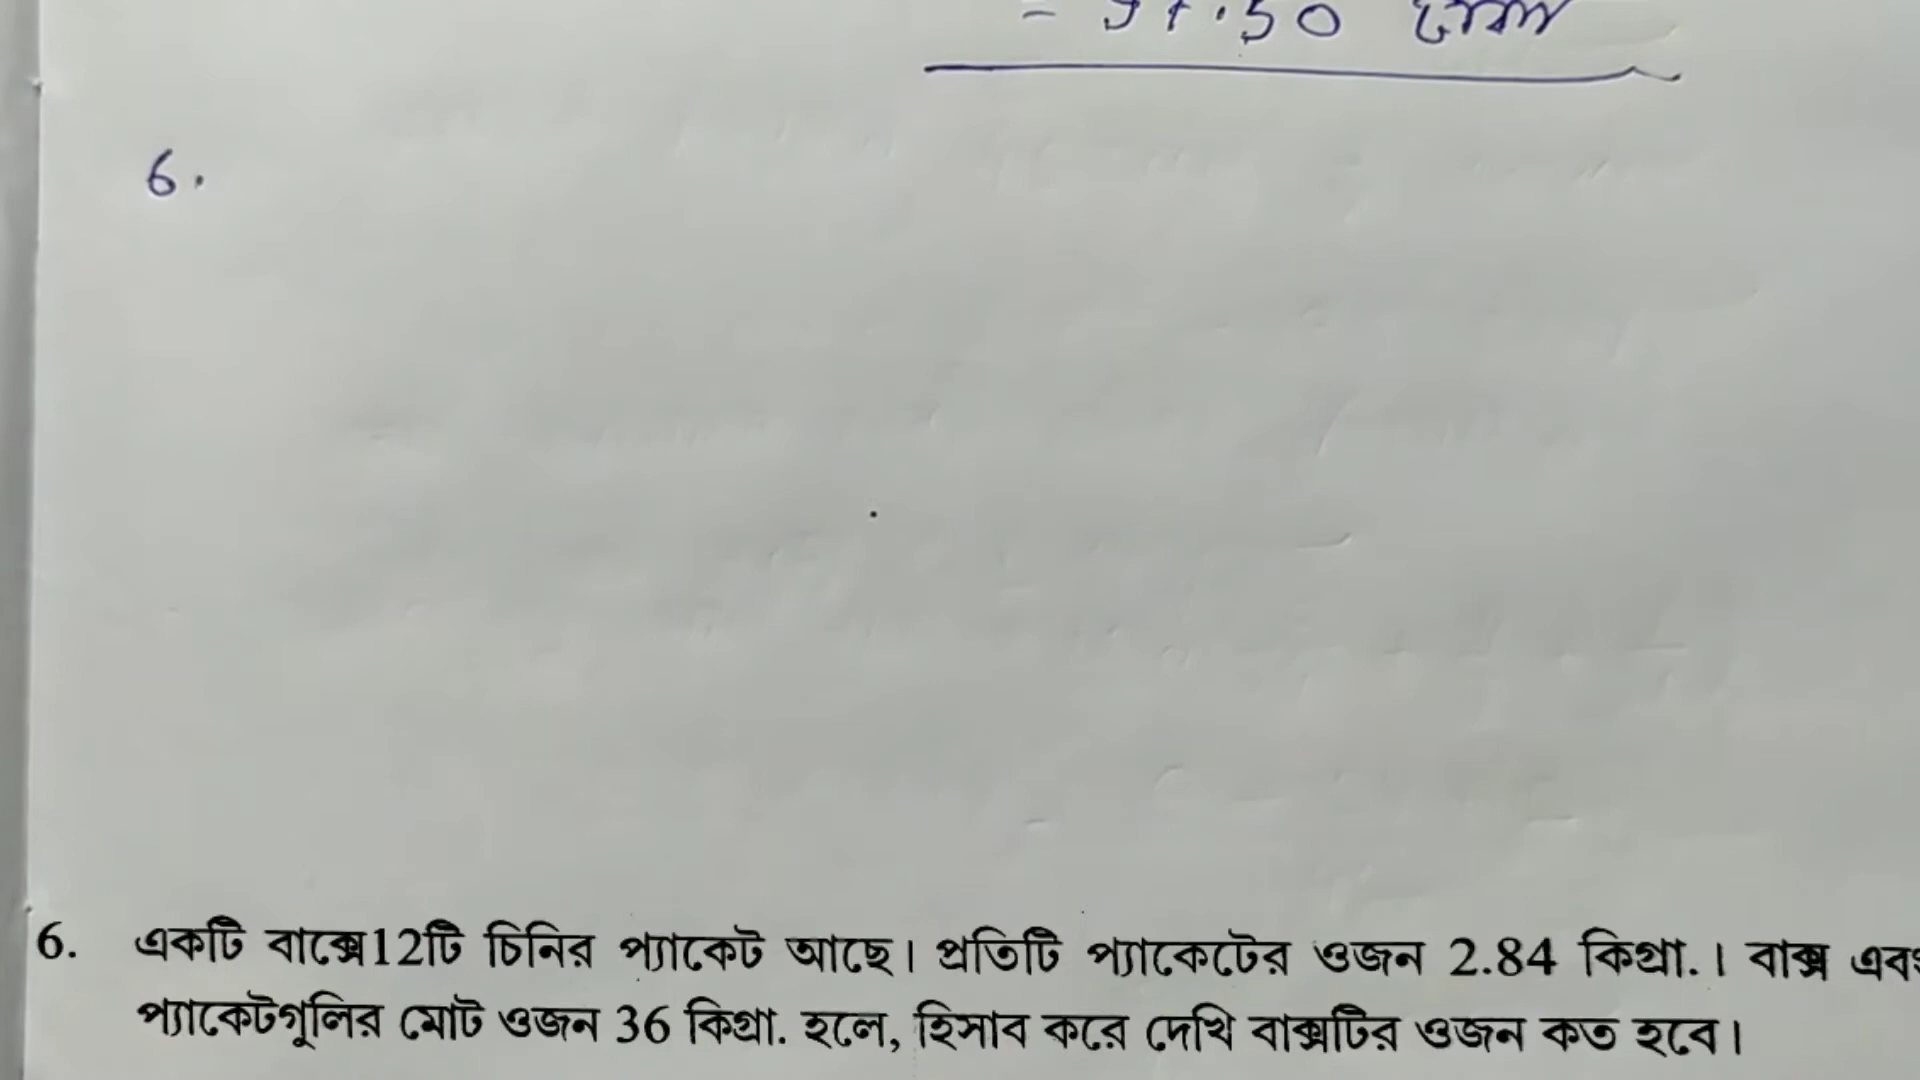 6.
6. একটি বাক্সে 12টি চিনির প্যাকেট আছে। প্রতিটি প্যাকেটের ওজন 2.84 কিগ্রা.। বাক্স এবং
প্যাকেটগুলির মোট ওজন 36 কিগ্রা. হলে, হিসাব করে দেখি বাক্সটির ওজন কত হবে।